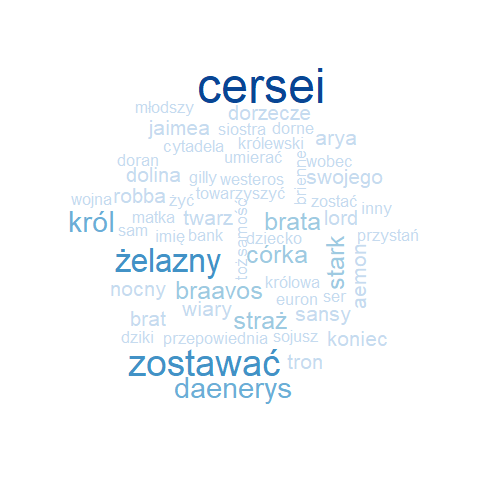 cersei
młodszy
dorzecze
jaimea
siostra
dorne
arya
cytadela
królewski
doran
umierać
wobec
dolina
gilly
westeros
brienne
swojego
wojna
robba
żyć
towarzyszyć
zostać
inny
król
matka
twarz
tożsamość
brata
lord
sam
imię
bank
dziecko
przystań
żelazny
córka
stark
aemon
nocny
braavos
królowa
euron
ser
brat
wiary
straż
sansy
dziki
przepowiednia
sojusz
koniec
zostawać
tron
daenerys